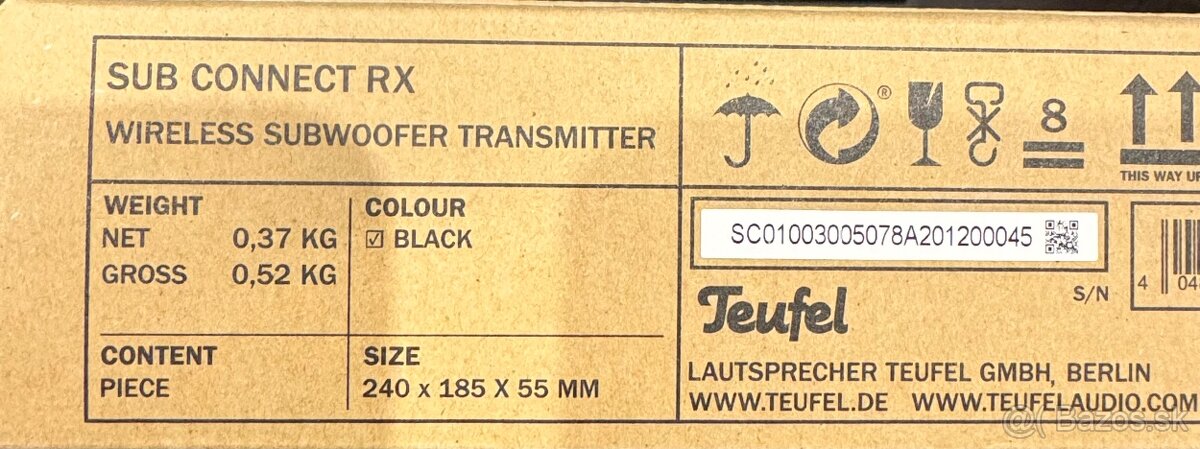 SUB CONNECT RX
WIRELESS SUBWOOFER TRANSMITTER
®
8
THIS WAY UP
WEIGHT
NET 0,37 KG
GROSS 0,52 KG
COLOUR
☑ BLACK
SC01003005078A201200045
S/N
4 04
Teufel
CONTENT
PIECE
SIZE
240 x 185 X 55 MM
LAUTSPRECHER TEUFEL GMBH, BERLIN
WWW.TEUFEL.DE WWW.TEUFELAUDIO.COM
Bazos.sk